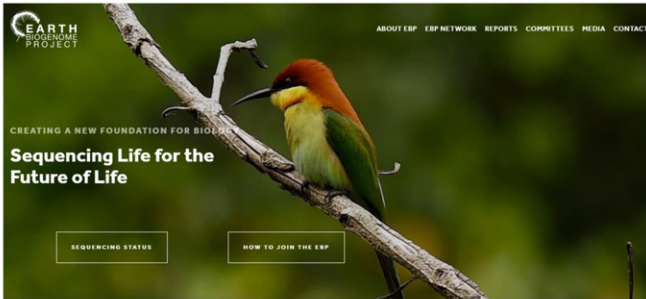 EARTH
BIOGENOME
PROJECT
ABOUT EBP EBP NETWORK REPORTS COMMITTEES MEDIA CONTACT
CREATING A NEW FOUNDATION FOR BIOLOGY
Sequencing Life for the
Future of Life
SEQUENCING STATUS
HOW TO JOIN THE EBP